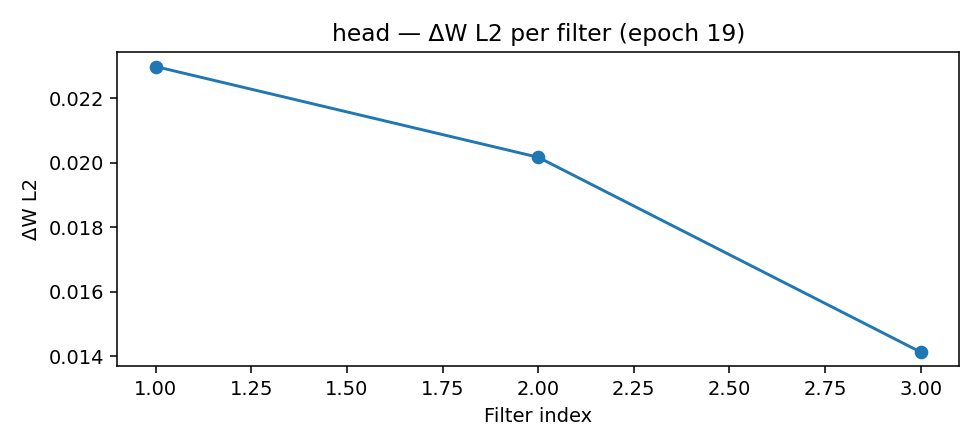 head — ΔW L2 per filter (epoch 19)
0.022
0.020
0.018
0.016
0.014
ΔW L2
1.00 1.25 1.50 1.75 2.00 2.25 2.50 2.75 3.00
Filter index